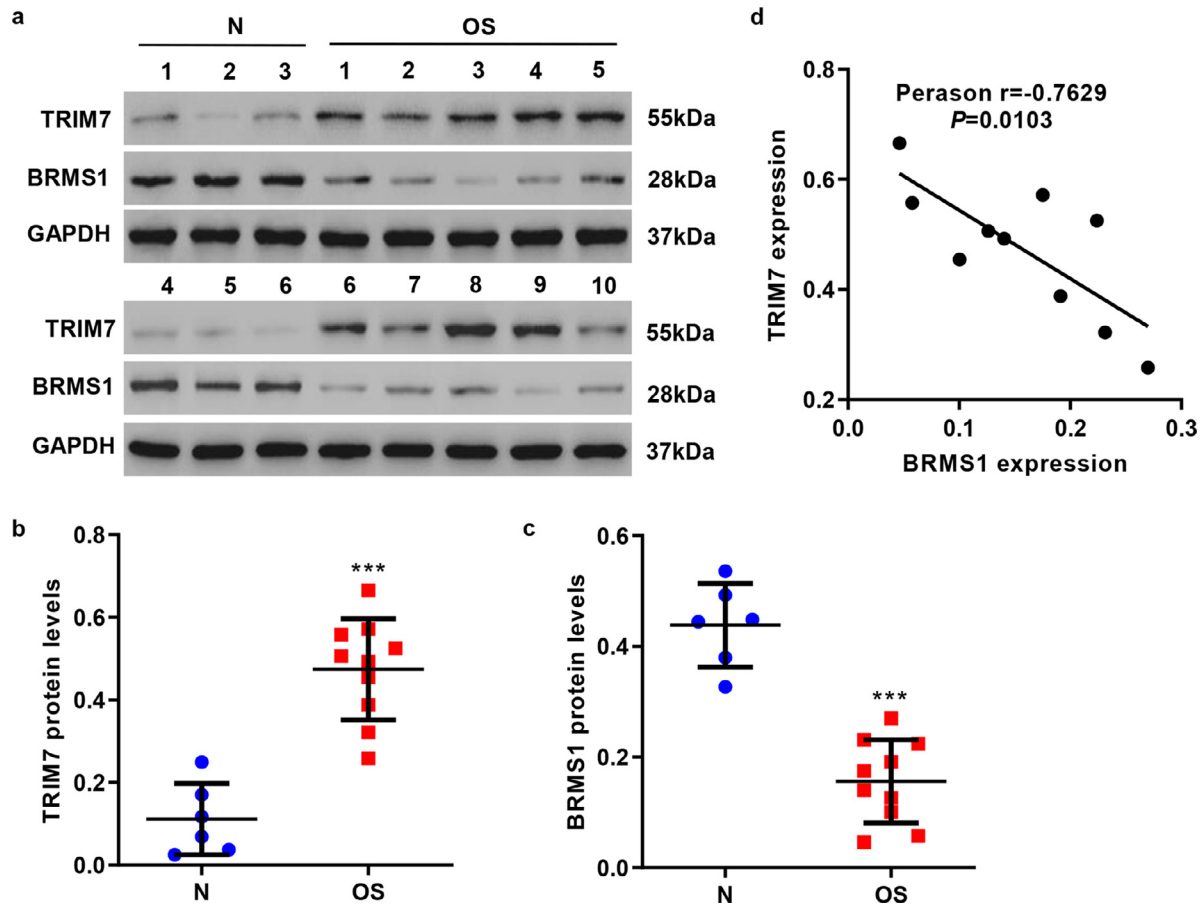 a
N OS
1 2 3 1 2 3 4 5
TRIM7 55kDa
BRMS1 28kDa
GAPDH 37kDa
4 5 6 6 7 8 9 10
TRIM7 55kDa
BRMS1 28kDa
GAPDH 37kDa
b
TRIM7 protein levels
0.8
0.6
0.4
0.2
0.0
***
N OS
c
BRMS1 protein levels
0.6
0.4
0.2
0.0
***
N OS
d
TRIM7 expression
0.8
0.6
0.4
0.2
Perason r=-0.7629
P=0.0103
0.0 0.1 0.2 0.3
BRMS1 expression